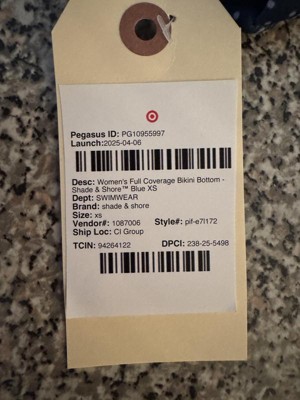 Pegasus ID: PG10955997
Launch:2025-04-06
Desc: Women's Full Coverage Bikini Bottom -
Shade & Shore™ Blue XS
Dept: SWIMWEAR
Brand: shade & shore
Size: xs
Vendor#: 1087006 Style#: pif-e7l172
Ship Loc: CI Group
TCIN: 94264122 DPCI: 238-25-5498